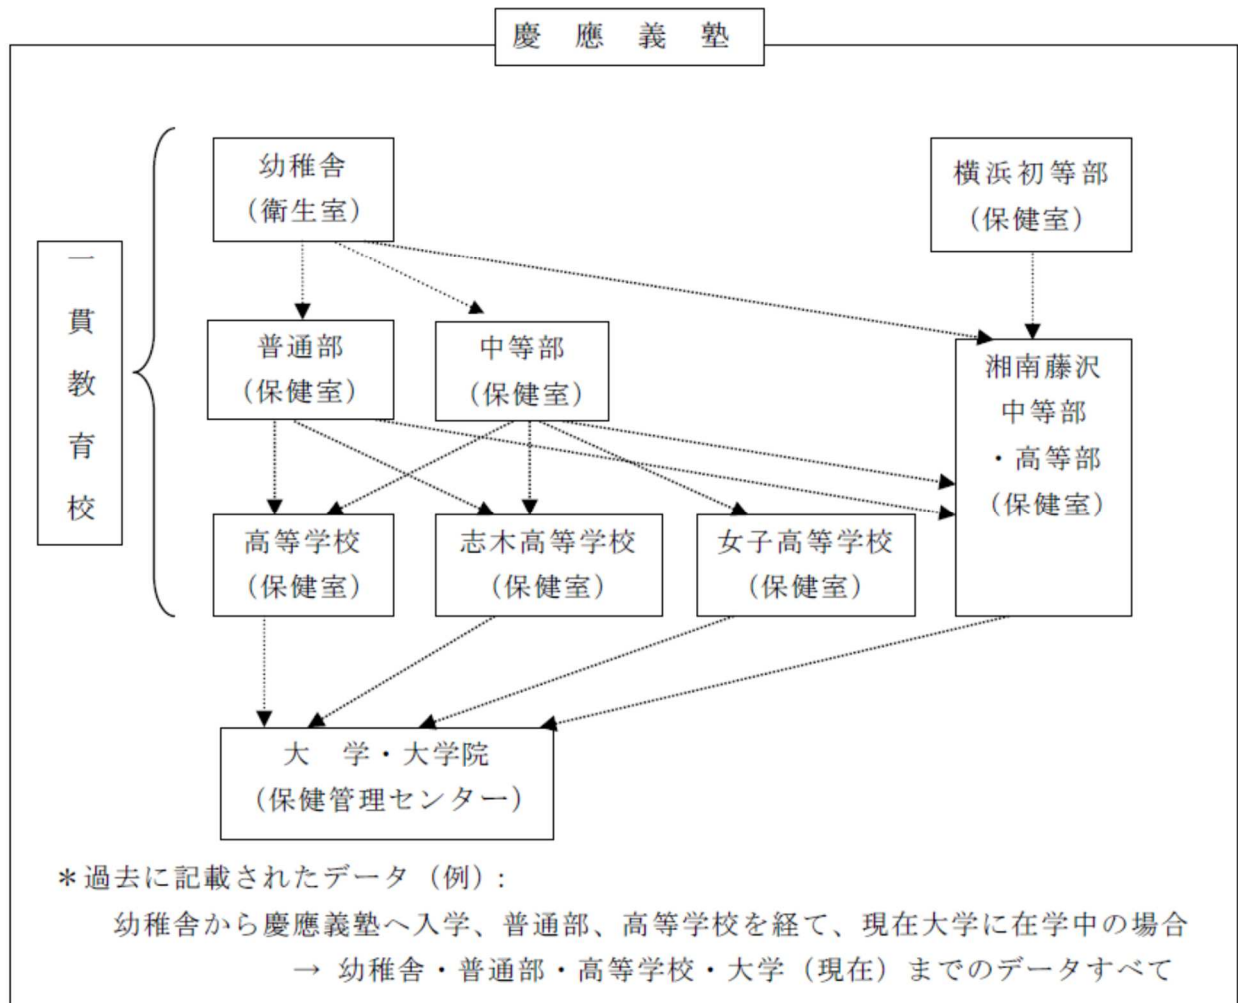 慶 應 義 塾
一貫教育校
幼稚舎
（衛生室）
横浜初等部
（保健室）
普通部
（保健室）
中等部
（保健室）
湘南藤沢
中等部
・高等部
（保健室）
高等学校
（保健室）
志木高等学校
（保健室）
女子高等学校
（保健室）
大　学・大学院
（保健管理センター）
＊過去に記載されたデータ（例）:
幼稚舎から慶應義塾へ入学、普通部、高等学校を経て、現在大学に在学中の場合
→ 幼稚舎・普通部・高等学校・大学（現在）までのデータすべて